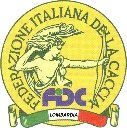 FEDERAZIONE ITALIANA DELLA CACCIA
FIDC
LOMBARDIA